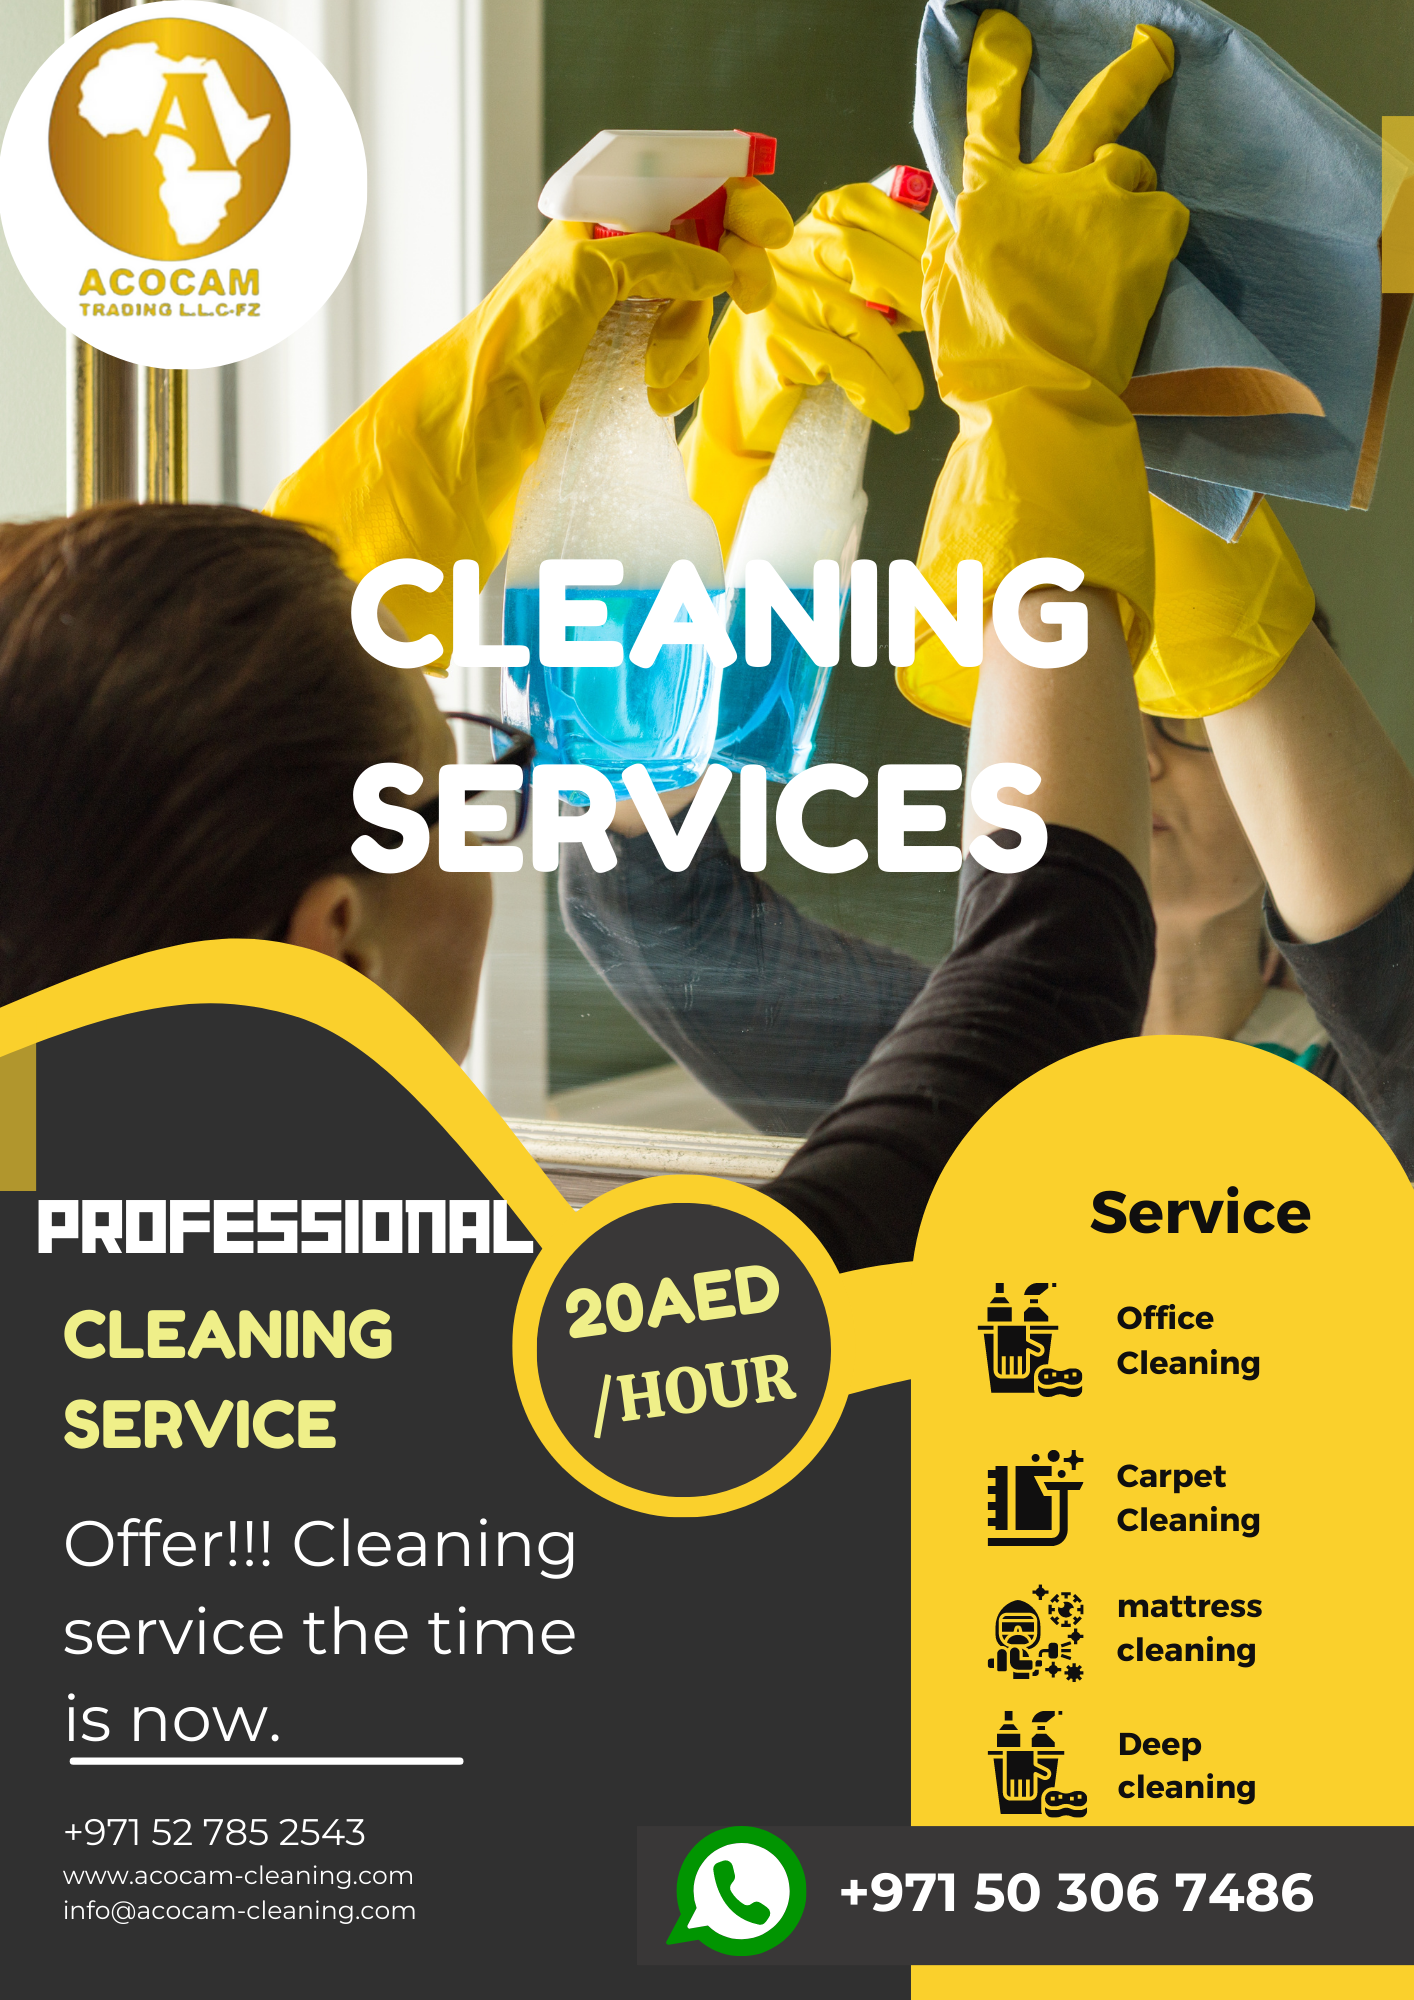 A
ACOCAM
TRADING L.L.C-FZ
CLEANING
SERVICES
PROFESSIONAL
CLEANING
SERVICE
20AED
/HOUR
Offer!!! Cleaning
service the time
is now.
+971 52 785 2543
www.acocam-cleaning.com
info@acocam-cleaning.com
Service
Office
Cleaning
Carpet
Cleaning
mattress
cleaning
Deep
cleaning
+971 50 306 7486